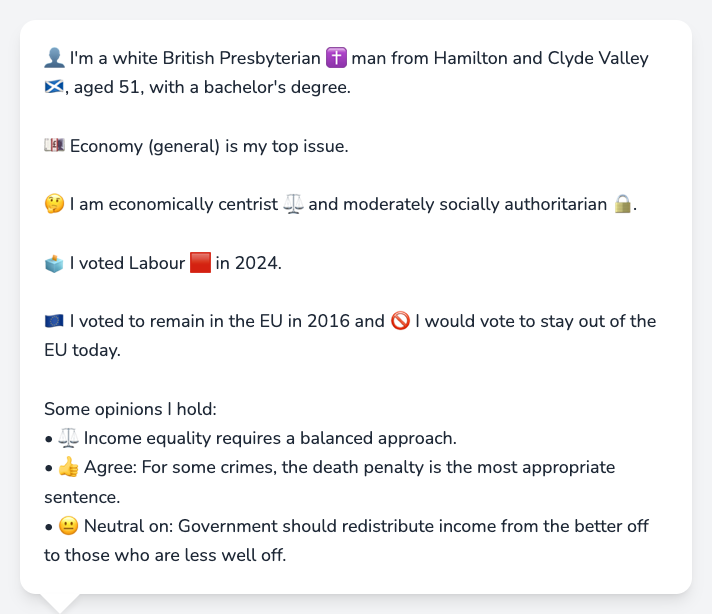 👤 I'm a white British Presbyterian ✝️ man from Hamilton and Clyde Valley
🏴󠁧󠁢󠁳󠁣󠁴󠁿, aged 51, with a bachelor's degree.
💷 Economy (general) is my top issue.
🤔 I am economically centrist ⚖️ and moderately socially authoritarian 🔒.
🗳️ I voted Labour 🟥 in 2024.
🇪🇺 I voted to remain in the EU in 2016 and 🚫 I would vote to stay out of the
EU today.
Some opinions I hold:
• ⚖️ Income equality requires a balanced approach.
• 👍 Agree: For some crimes, the death penalty is the most appropriate
sentence.
• 😐 Neutral on: Government should redistribute income from the better off
to those who are less well off.